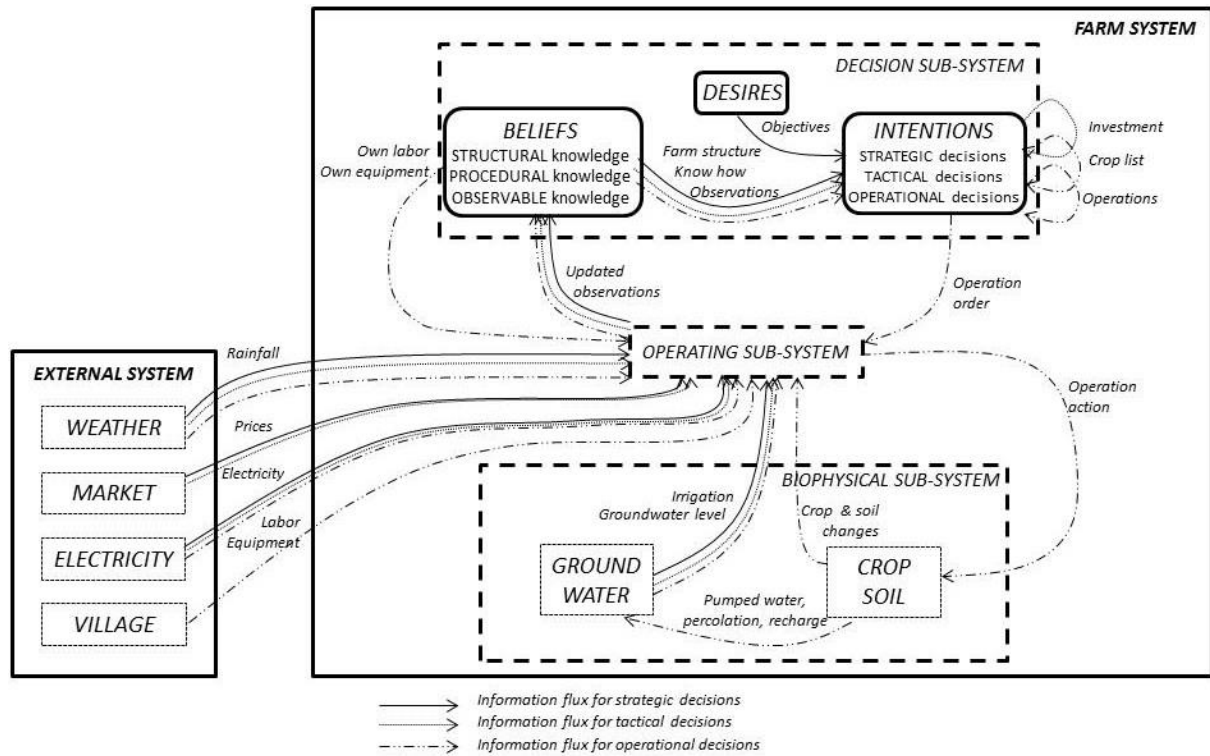 FARM SYSTEM
DECISION SUB-SYSTEM
DESIRES
BELIEFS
STRUCTURAL knowledge
PROCEDURAL knowledge
OBSERVABLE knowledge
Objectives
Farm structure
Know how
Observations
INTENTIONS
STRATEGIC decisions
TACTICAL decisions
OPERATIONAL decisions
Investment
Crop list
Operations
Own labor
Own equipment
Updated
observations
Operation
order
OPERATING SUB-SYSTEM
Operation
action
EXTERNAL SYSTEM
WEATHER
MARKET
ELECTRICITY
VILLAGE
Rainfall
Prices
Electricity
Labor
Equipment
BIOPHYSICAL SUB-SYSTEM
Irrigation
Groundwater level
Crop & soil
changes
GROUND
WATER
CROP
SOIL
Pumped water,
percolation, recharge
Information flux for strategic decisions
Information flux for tactical decisions
Information flux for operational decisions